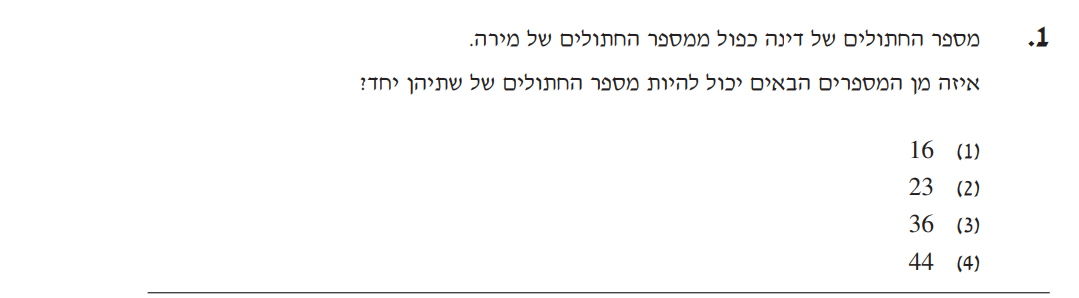 1. מספר החתולים של דינה כפול ממספר החתולים של מירה.
איזה מן המספרים הבאים יכול להיות מספר החתולים של שתיהן יחד?
(1) 16
(2) 23
(3) 36
(4) 44